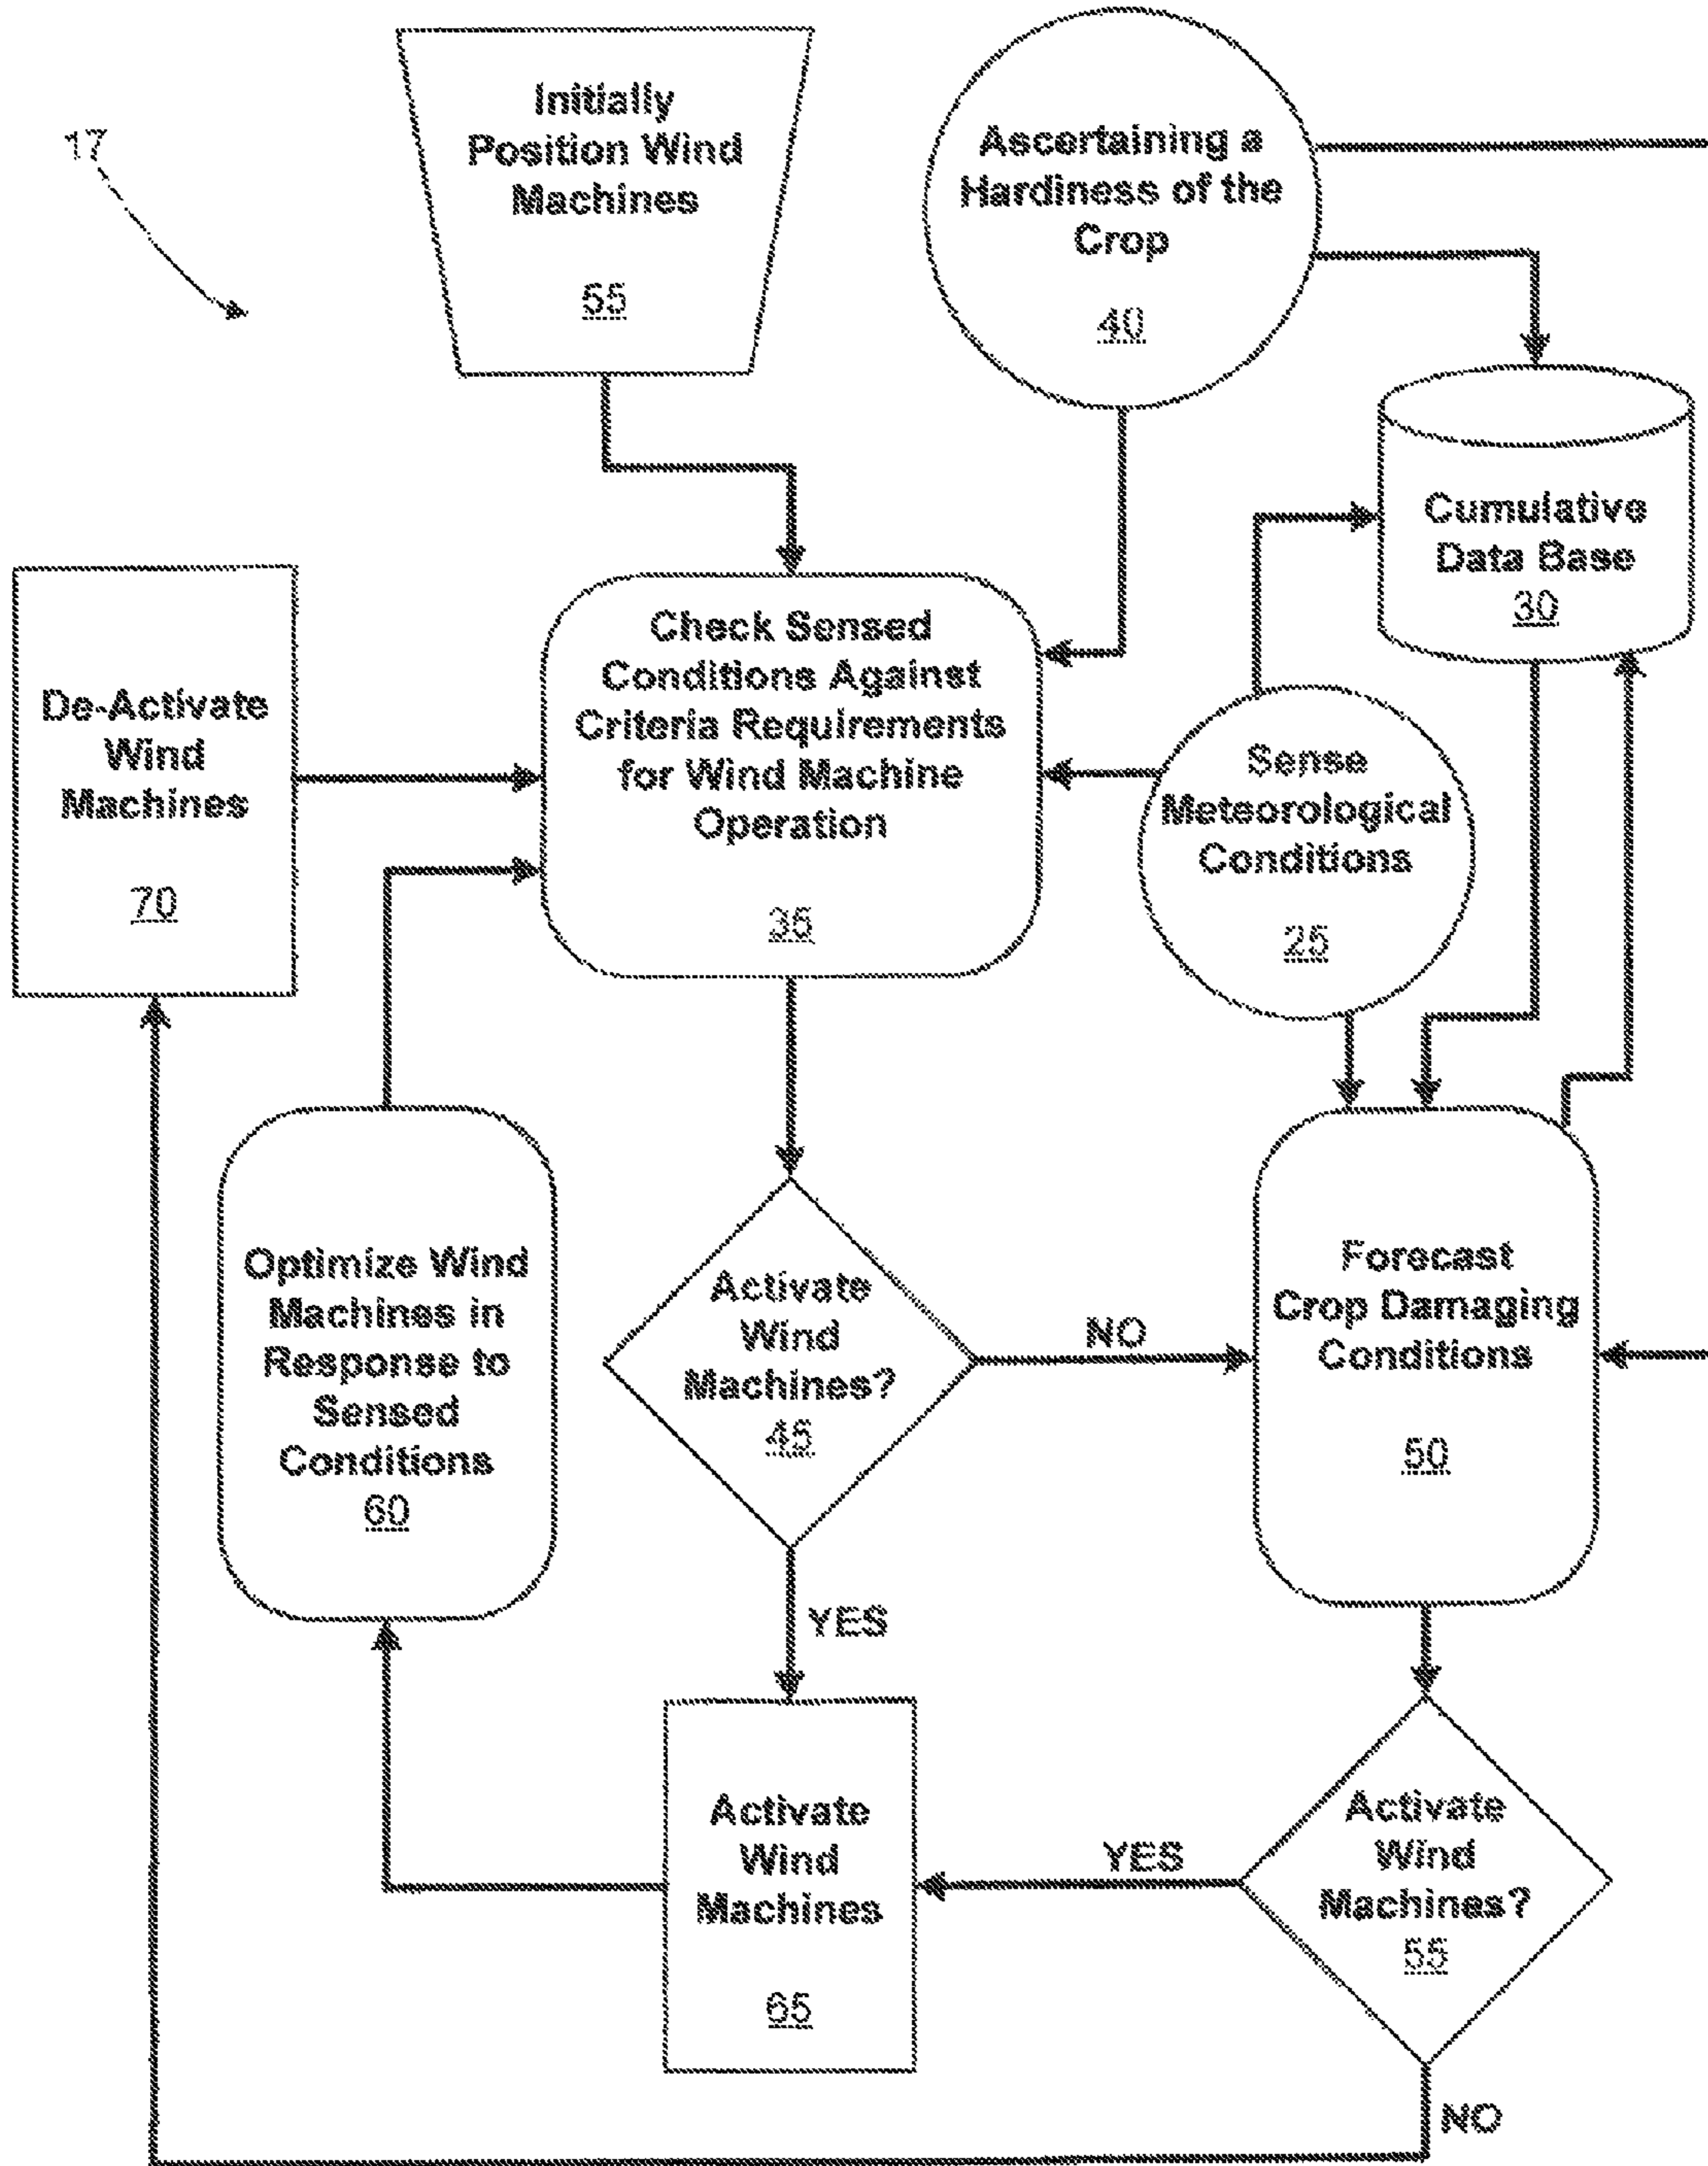 17
Initially
Position Wind
Machines
55
Ascertaining a
Hardiness of the
Crop
40
Cumulative
Data Base
30
De-Activate
Wind
Machines
70
Check Sensed
Conditions Against
Criteria Requirements
for Wind Machine
Operation
35
Sense
Meteorological
Conditions
25
Optimize Wind
Machines in
Response to
Sensed
Conditions
60
Activate
Wind
Machines?
45
NO
Forecast
Crop Damaging
Conditions
50
YES
Activate
Wind
Machines
65
YES
Activate
Wind
Machines?
55
NO